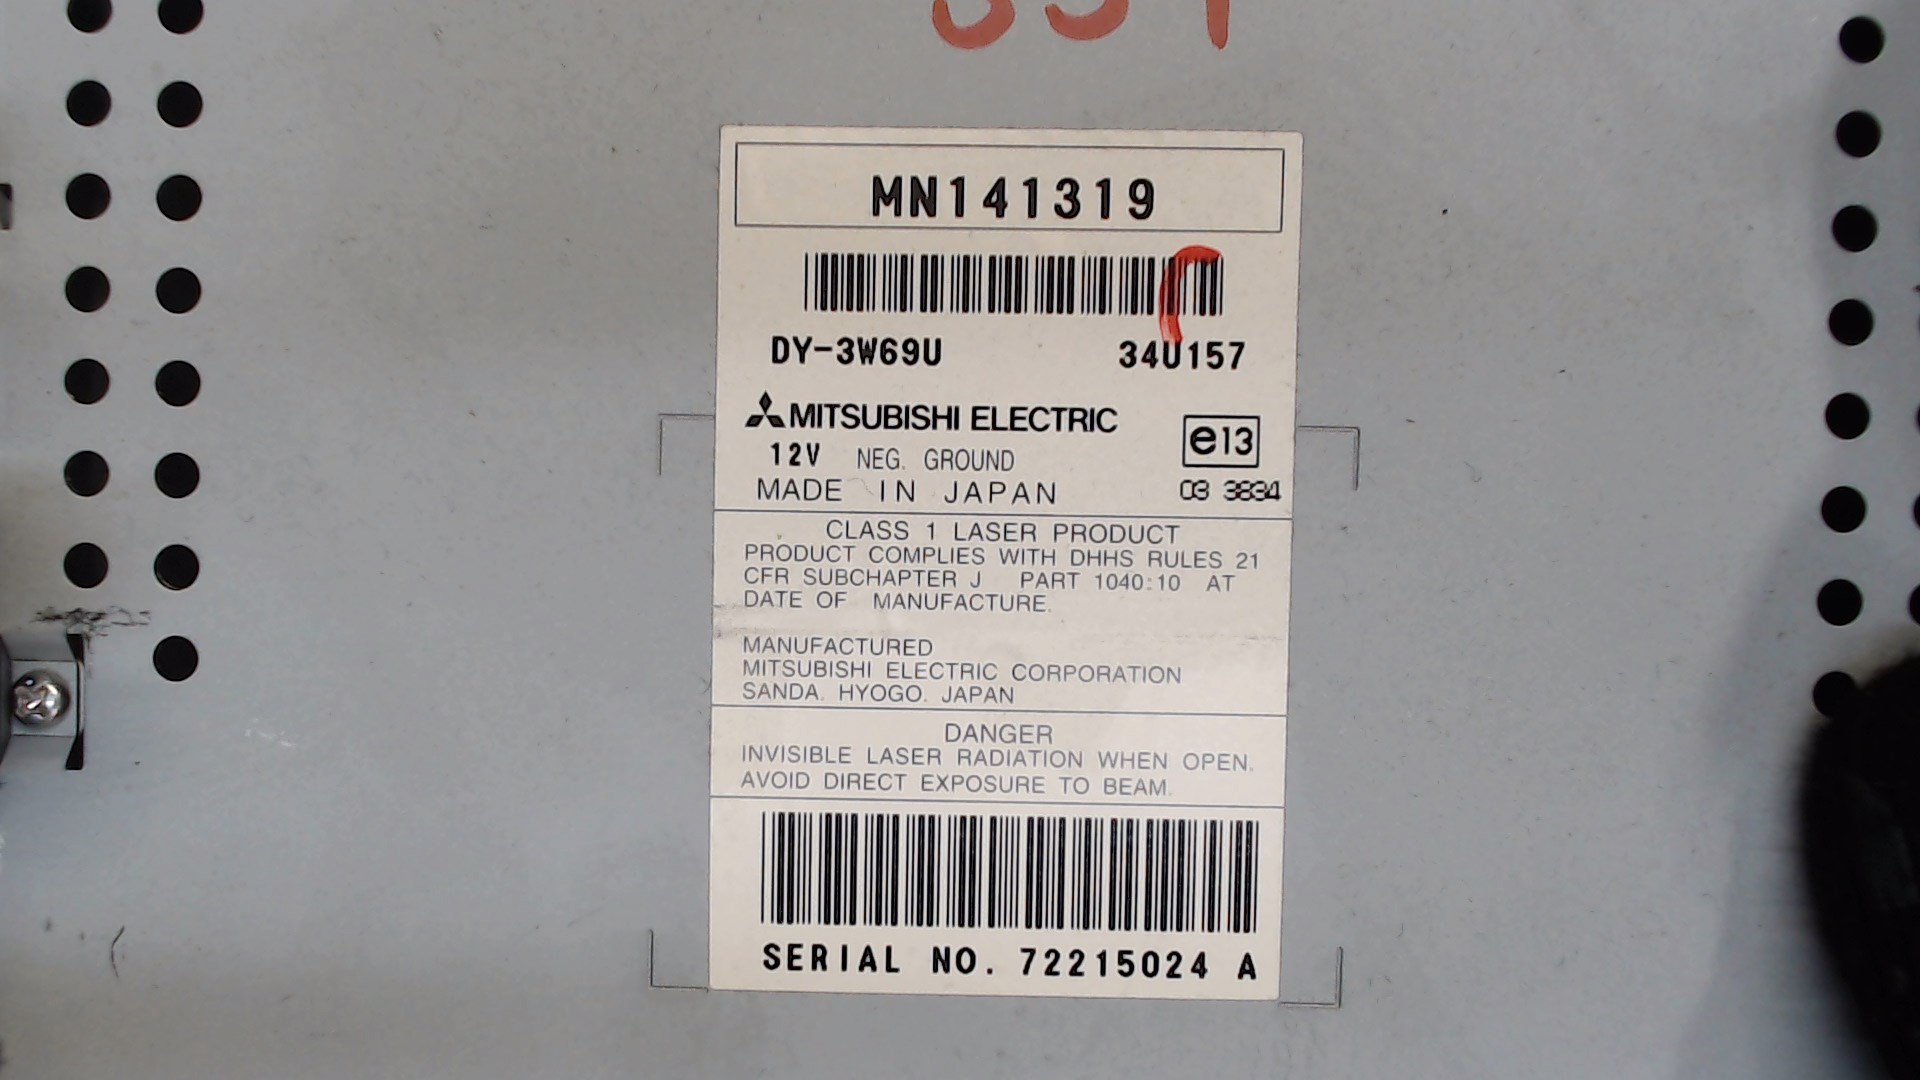 MN141319
DY-3W69U 34U157
MITSUBISHI ELECTRIC
e13
12V NEG. GROUND
MADE IN JAPAN 03 3834
CLASS 1 LASER PRODUCT
PRODUCT COMPLIES WITH DHHS RULES 21
CFR SUBCHAPTER J PART 1040:10 AT
DATE OF MANUFACTURE.
MANUFACTURED
MITSUBISHI ELECTRIC CORPORATION
SANDA. HYOGO. JAPAN
DANGER
INVISIBLE LASER RADIATION WHEN OPEN.
AVOID DIRECT EXPOSURE TO BEAM.
SERIAL NO. 72215024 A